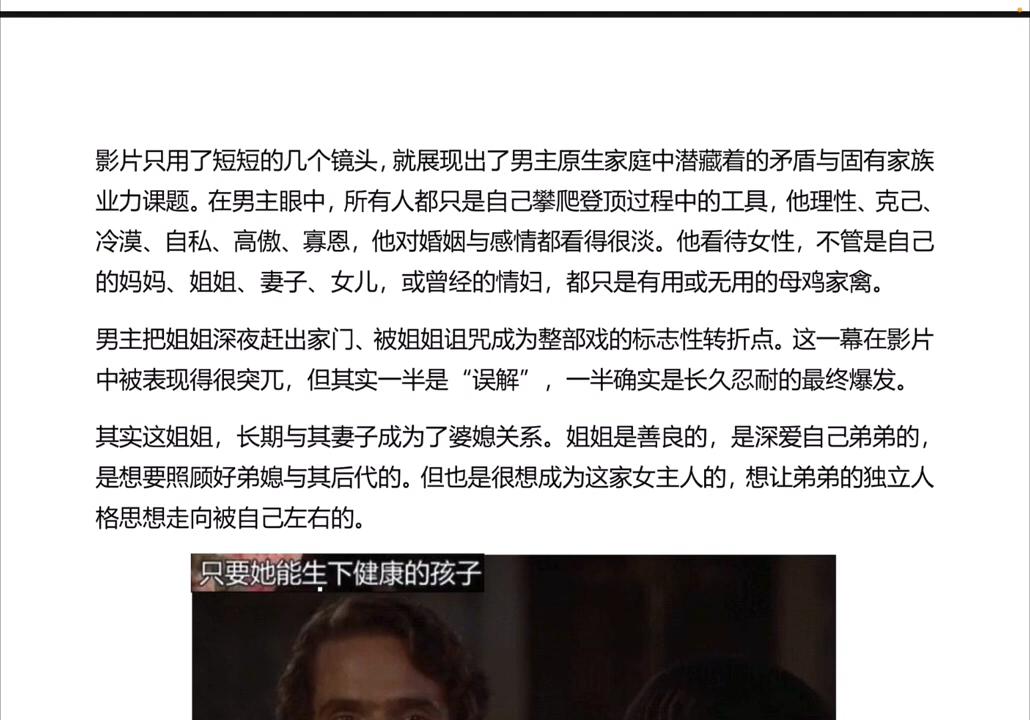 影片只用了短短的几个镜头，就展现出了男主原生家庭中潜藏着的矛盾与固有家族
业力课题。在男主眼中，所有人都只是自己攀爬登顶过程中的工具，他理性、克己、
冷漠、自私、高傲、寡恩，他对婚姻与感情都看得很淡。他看待女性，不管是自己
的妈妈、姐姐、妻子、女儿，或曾经的情妇，都只是有用或无用的母鸡家禽。
男主把姐姐深夜赶出家门、被姐姐诅咒成为整部戏的标志性转折点。这一幕在影片
中被表现得很突兀，但其实一半是“误解”，一半确实是长久忍耐的最终爆发。
其实这姐姐，长期与其妻子成为了婆媳关系。姐姐是善良的，是深爱自己弟弟的，
是想要照顾好弟媳与其后代的。但也是很想成为这家女主人的，想让弟弟的独立人
格思想走向被自己左右的。
只要她能生下健康的孩子